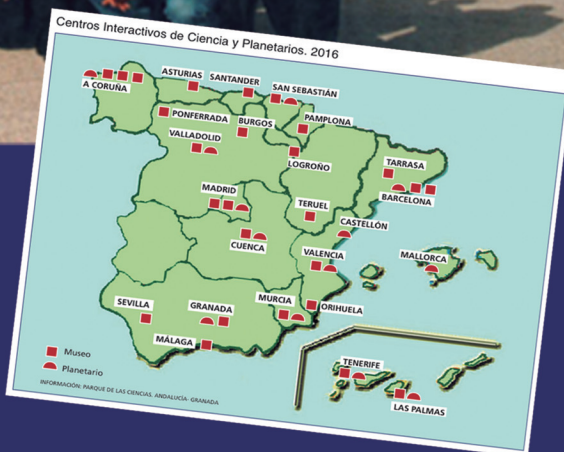 Centros Interactivos de Ciencia y Planetarios. 2016
A CORUÑA
ASTURIAS
SANTANDER
SAN SEBASTIÁN
PONFERRADA
BURGOS
PAMPLONA
VALLADOLID
LOGROÑO
TARRASA
BARCELONA
MADRID
TERUEL
CASTELLÓN
CUENCA
VALENCIA
MALLORCA
SEVILLA
GRANADA
MURCIA
ORIHUELA
MÁLAGA
TENERIFE
LAS PALMAS
Museo
Planetario
INFORMACIÓN: PARQUE DE LAS CIENCIAS. ANDALUCÍA- GRANADA